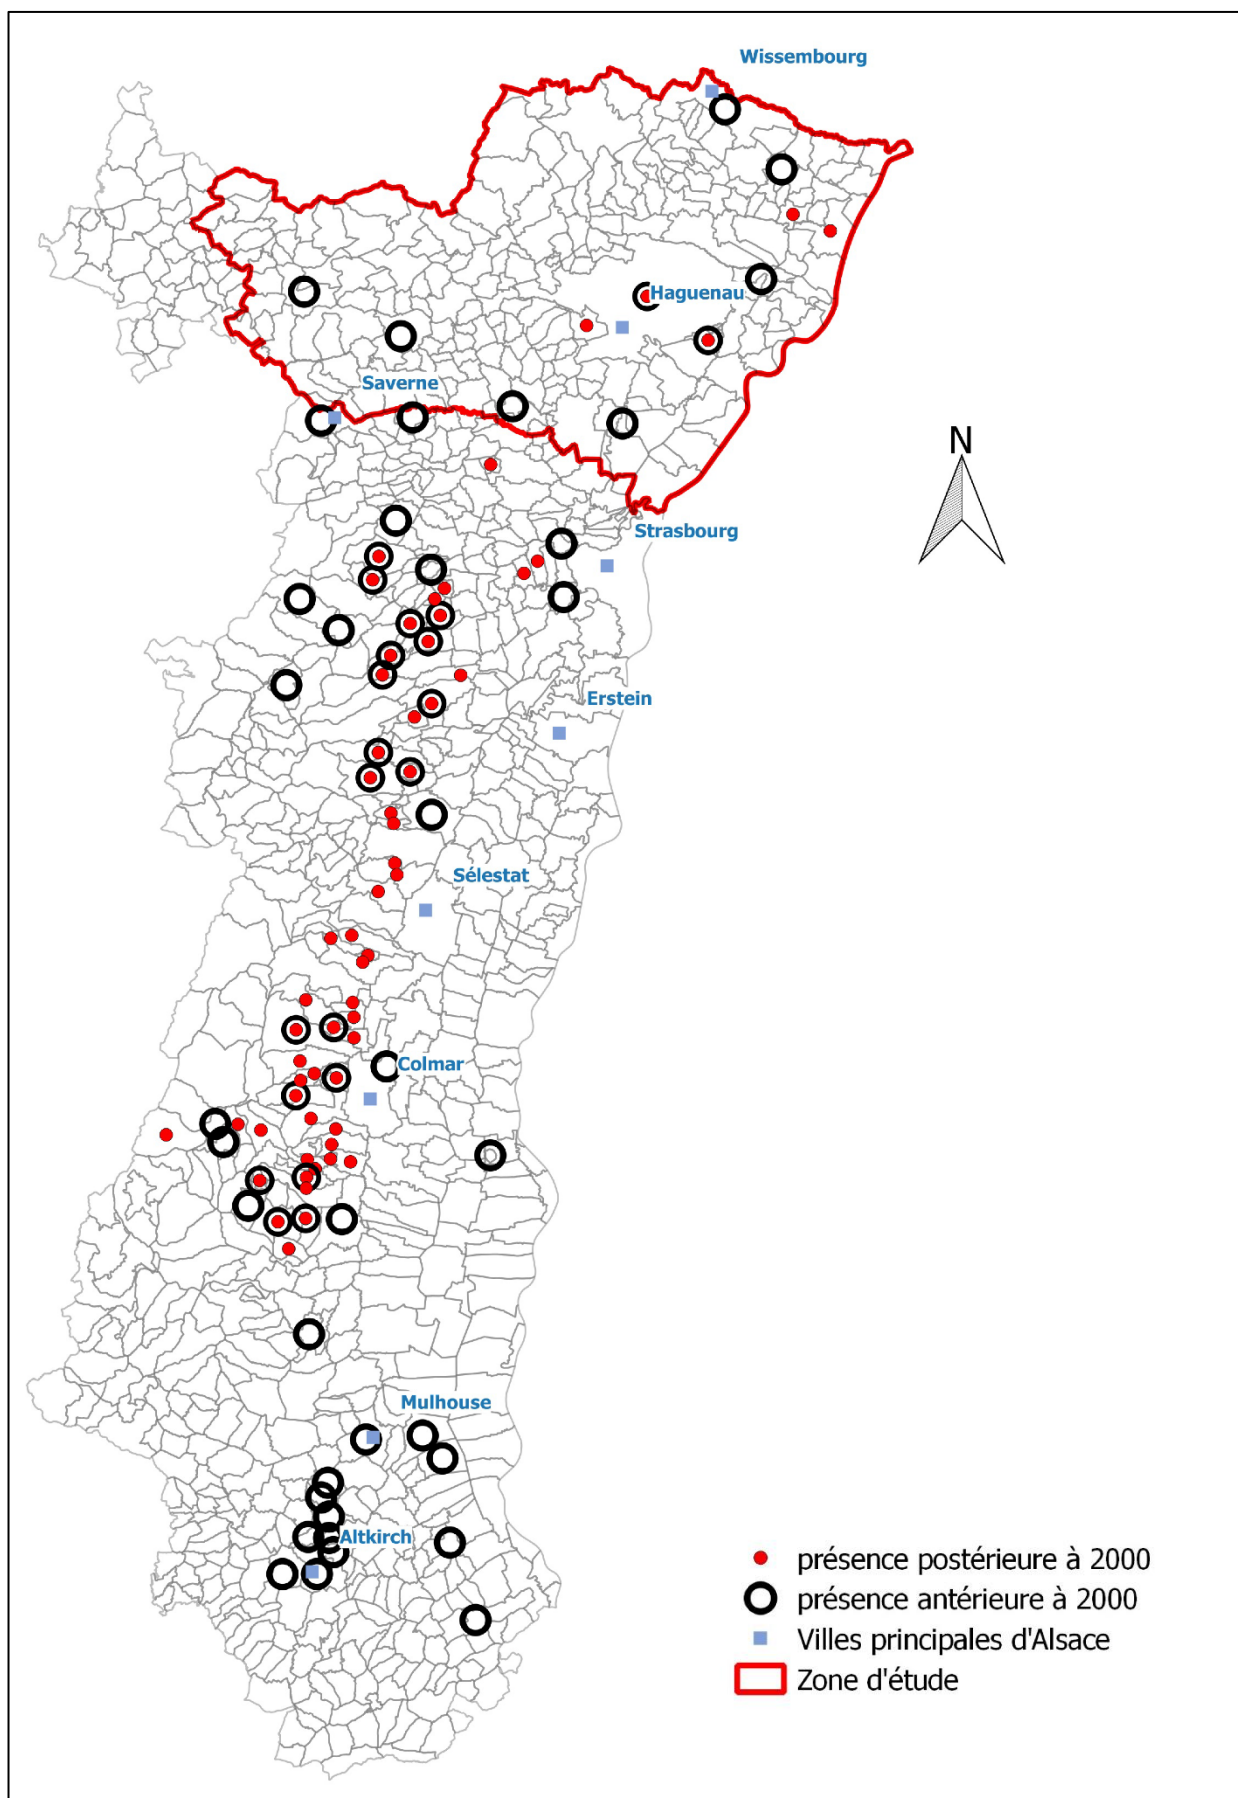 Wissembourg
Haguenau
Saverne
N
Strasbourg
Erstein
Sélestat
Colmar
Mulhouse
Altkirch
présence postérieure à 2000
présence antérieure à 2000
Villes principales d'Alsace
Zone d'étude